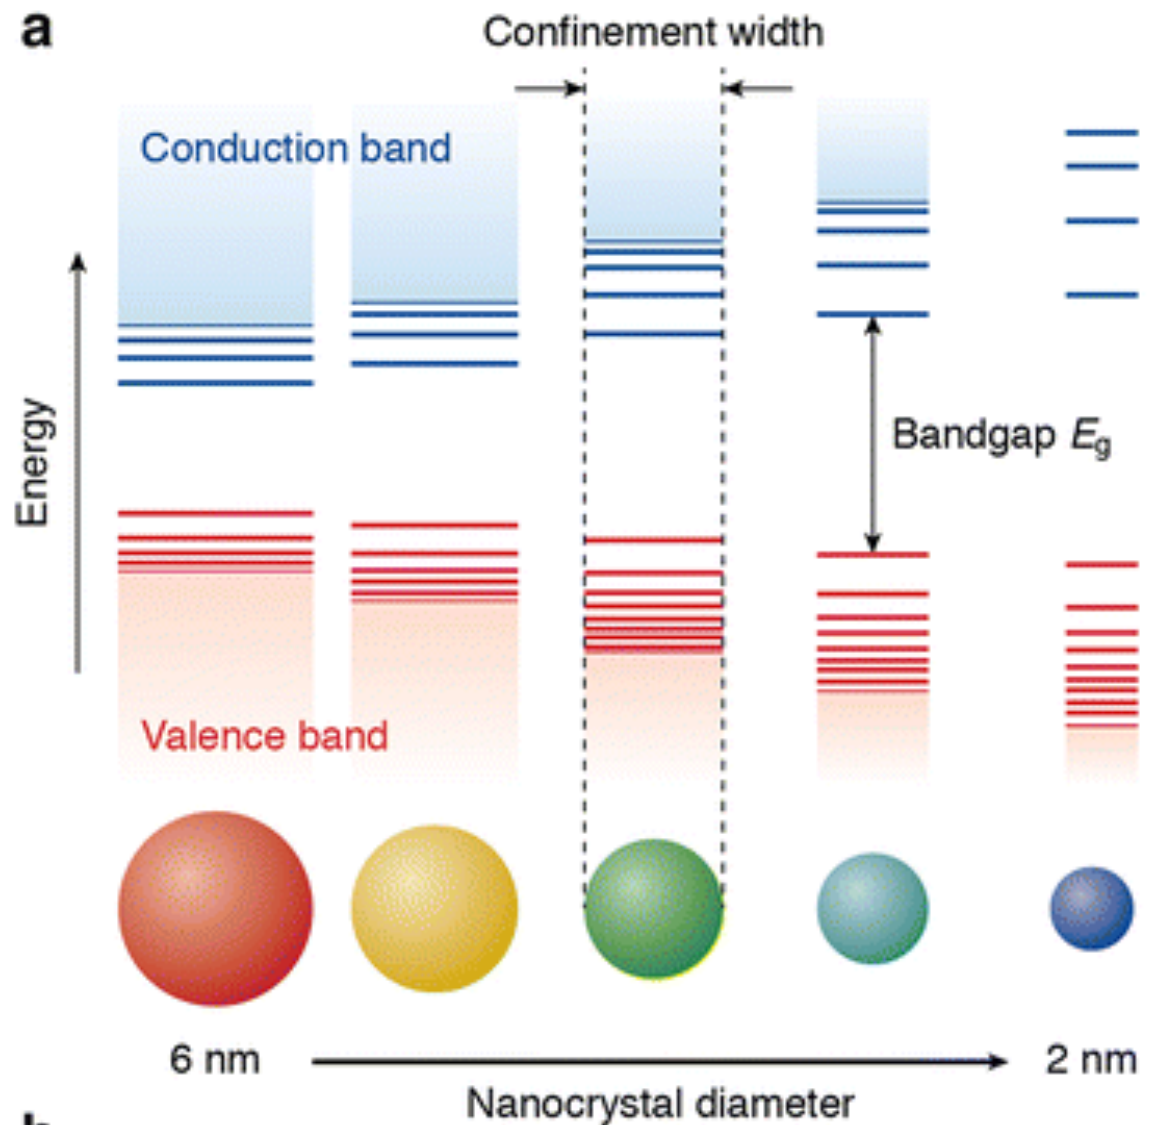 a
Confinement width
Conduction band
Energy
Bandgap Eg
Valence band
6 nm
2 nm
Nanocrystal diameter